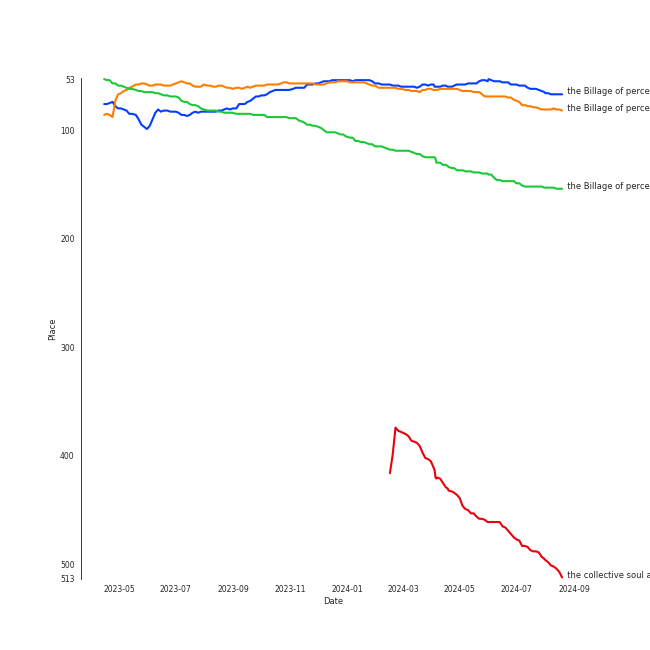 53
the Billage of perce
the Billage of perce
100
the Billage of perce
200
300
400
500
513
the collective soul a
Place
2023-05 2023-07 2023-09 2023-11 2024-01 2024-03 2024-05 2024-07 2024-09
Date